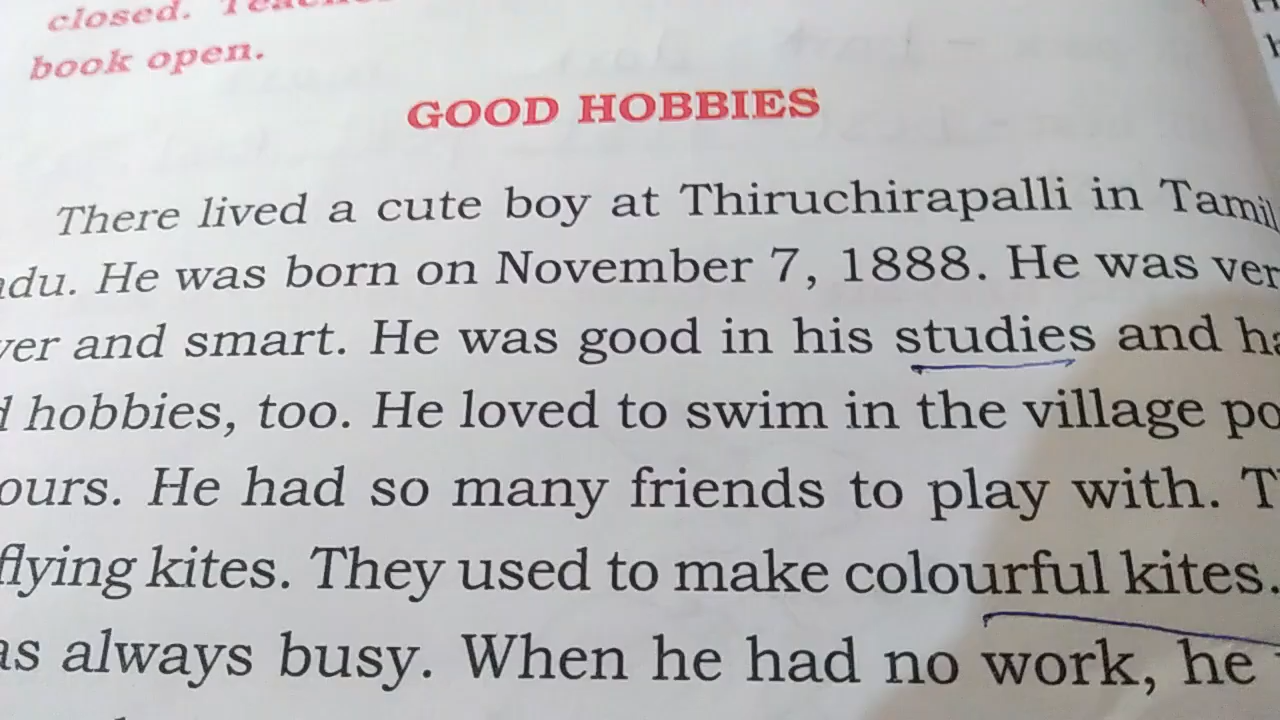 closed.
book open.
GOOD HOBBIES
There lived a cute boy at Thiruchirapalli in Tamil
du. He was born on November 7, 1888. He was ver
er and smart. He was good in his studies and ha
hobbies, too. He loved to swim in the village po
ours. He had so many friends to play with. T
flying kites. They used to make colourful kites.
as always busy. When he had no work, he